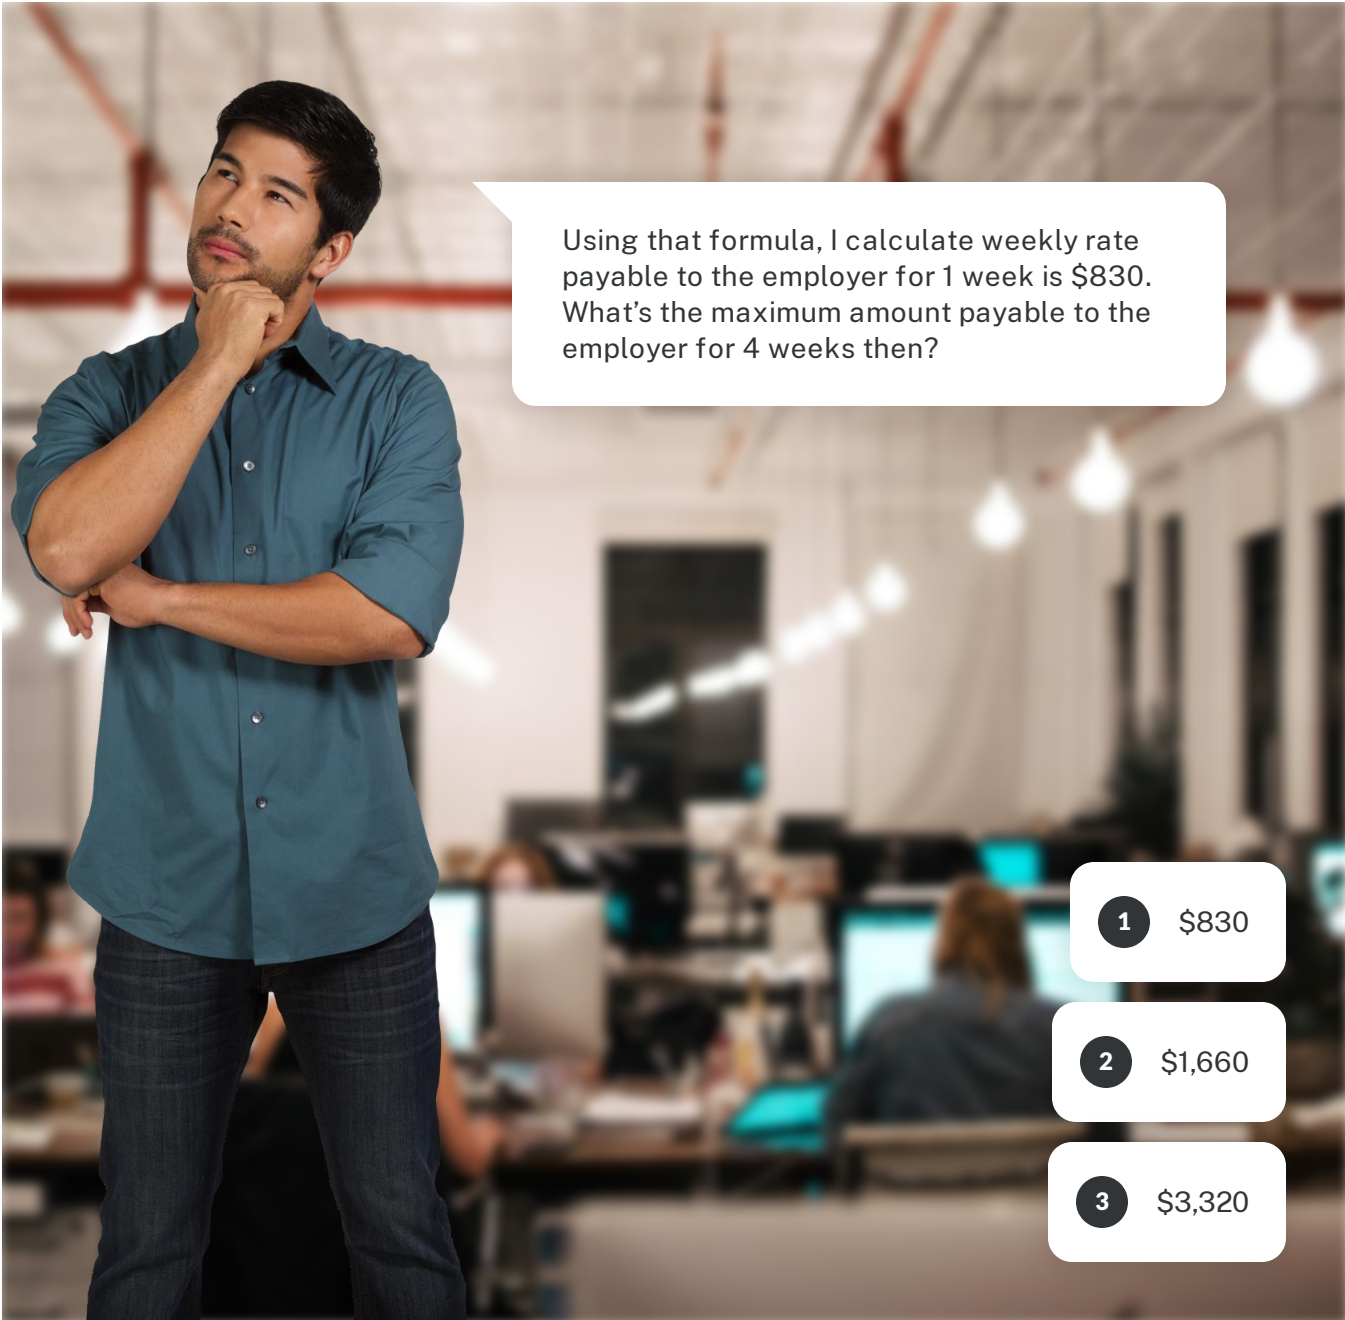 Using that formula, I calculate weekly rate
payable to the employer for 1 week is $830.
What’s the maximum amount payable to the
employer for 4 weeks then?
1 $830
2 $1,660
3 $3,320